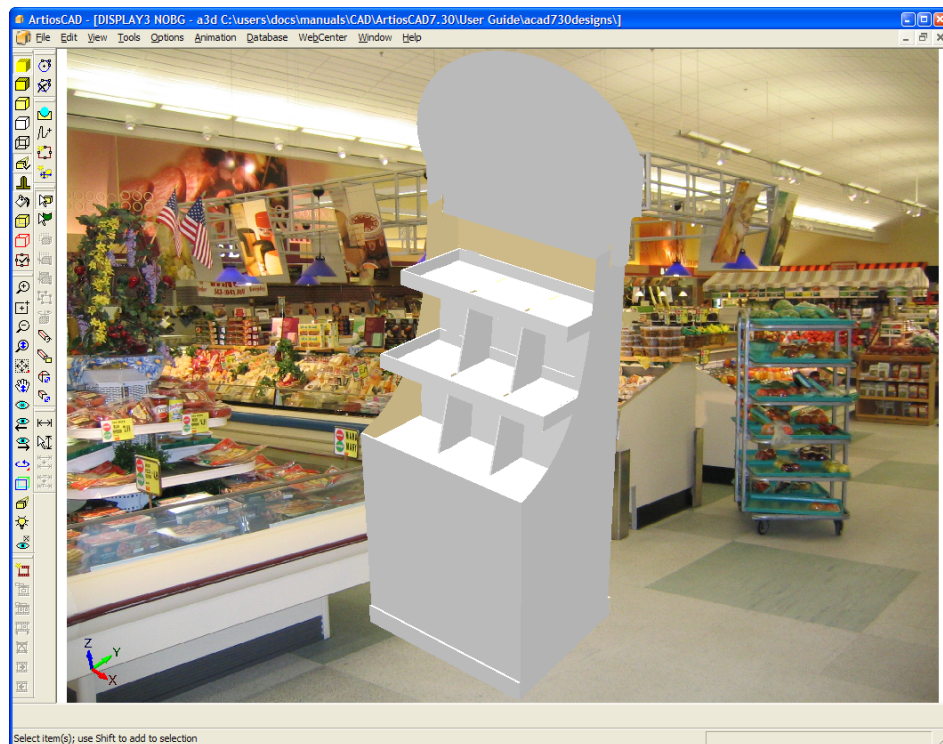 ArtiosCAD - [DISPLAY3 NOBG - a3d C:\users\docs\manuals\CAD\ArtiosCAD7.30\User Guide\acad730designs\]
File Edit View Tools Options Animation Database WebCenter Window Help
Z
Y
X
Select item(s); use Shift to add to selection